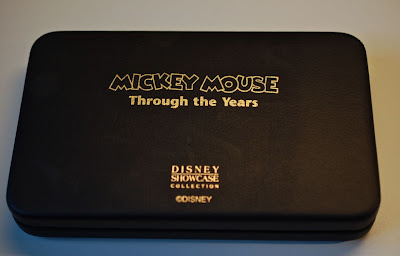 MICKEY MOUSE
Through the Years
DISNEY
SHOWCASE
COLLECTION
©DISNEY